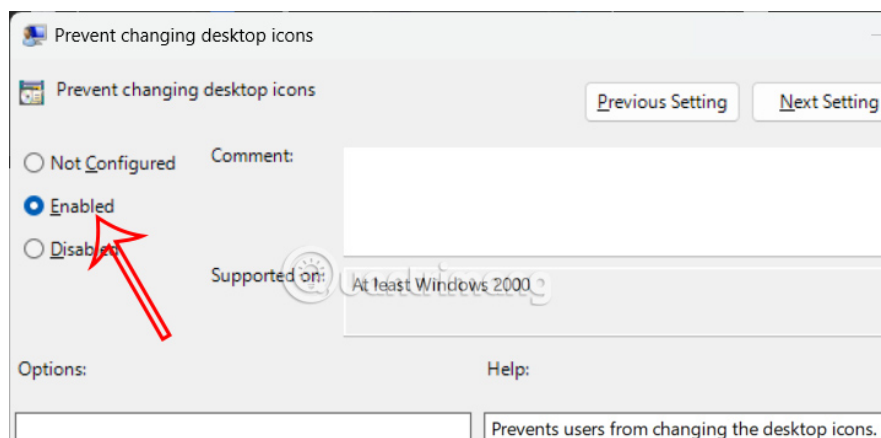 Prevent changing desktop icons
Prevent changing desktop icons
Previous Setting
Next Setting
Not Configured
Comment:
Enabled
Disabled
Supported on:
At least Windows 2000
Quantrimang
Options:
Help:
Prevents users from changing the desktop icons.